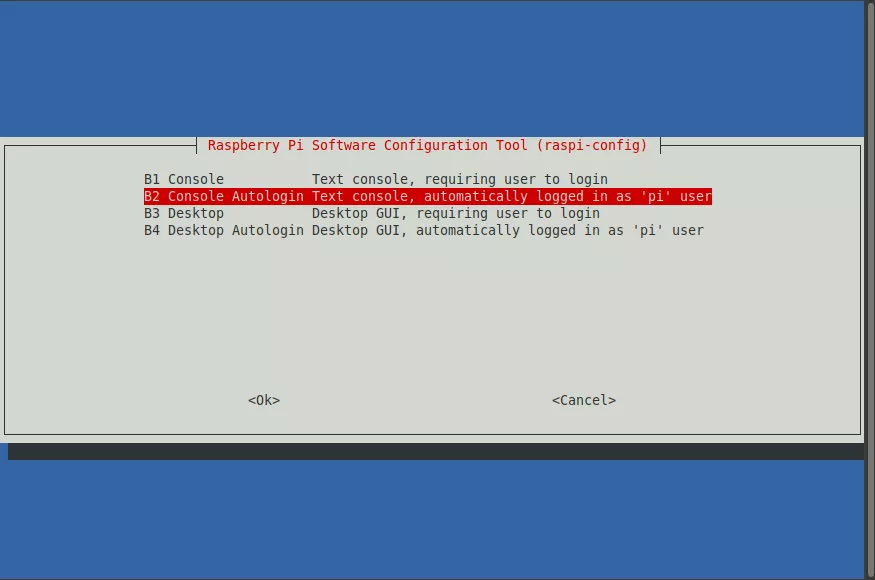 Raspberry Pi Software Configuration Tool (raspi-config)
B1 Console Text console, requiring user to login
B2 Console Autologin Text console, automatically logged in as 'pi' user
B3 Desktop Desktop GUI, requiring user to login
B4 Desktop Autologin Desktop GUI, automatically logged in as 'pi' user
<Ok> <Cancel>